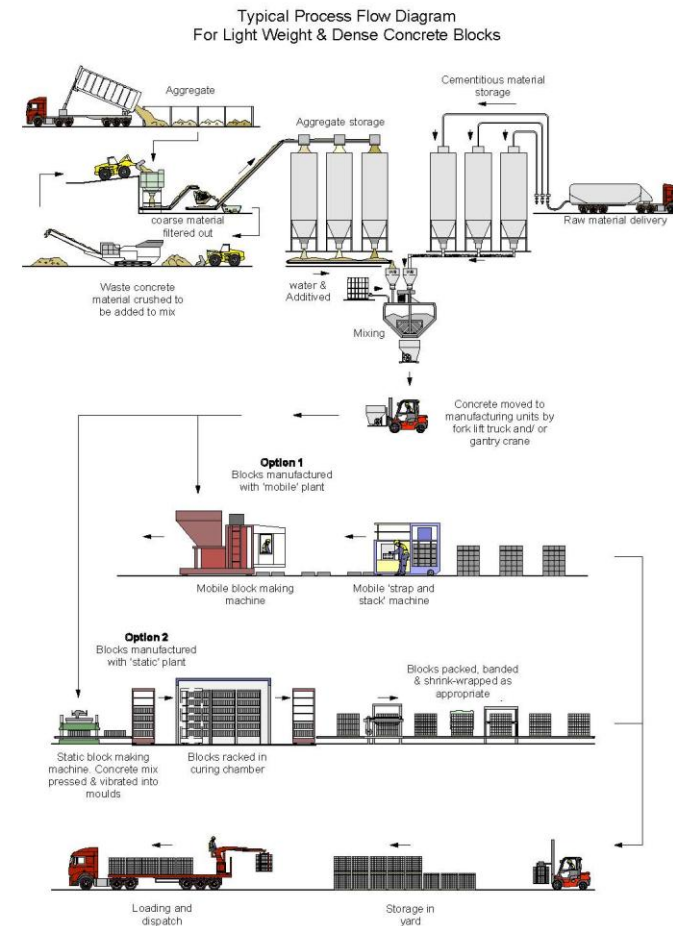 Typical Process Flow Diagram
For Light Weight & Dense Concrete Blocks
Aggregate
Aggregate storage
Cementitious material
storage
coarse material
filtered out
Raw material delivery
Waste concrete
material crushed to
be added to mix
water &
Additived
Mixing
Concrete moved to
manufacturing units by
fork lift truck and/ or
gantry crane
Option 1
Blocks manufactured
with 'mobile' plant
Mobile block making
machine
Mobile 'strap and
stack' machine
Option 2
Blocks manufactured
with 'static' plant
Blocks packed, banded
& shrink-wrapped as
appropriate
Static block making
machine. Concrete mix
pressed & vibrated into
moulds
Blocks racked in
curing chamber
Loading and
dispatch
Storage in
yard